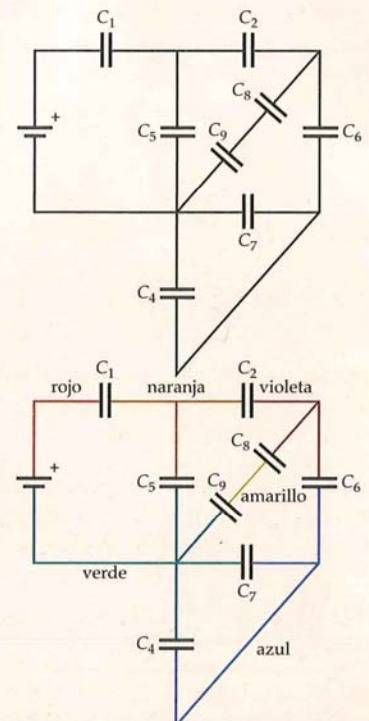 C1 C2
C8
+ C5 C9 C6
C7
C4
C1 C2
rojo naranja violeta
C8
+ C5 C9 amarillo C6
verde C7
C4 azul